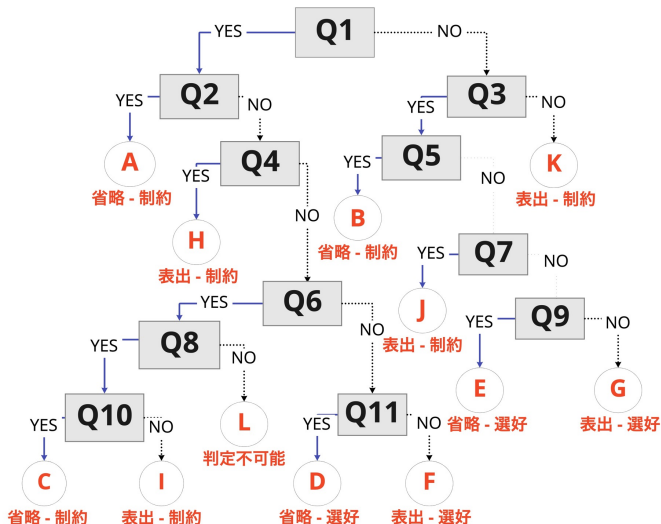 Q1
YES
NO
Q2
Q3
YES
NO
YES
NO
A
省略 - 制約
Q4
Q5
K
表出 - 制約
YES
NO
YES
NO
H
表出 - 制約
B
省略 - 制約
Q7
YES
NO
Q6
J
表出 - 制約
Q9
YES
NO
YES
NO
Q8
E
省略 - 選好
G
表出 - 選好
YES
NO
L
判定不可能
Q10
Q11
YES
NO
YES
NO
C
省略 - 制約
I
表出 - 制約
D
省略 - 選好
F
表出 - 選好